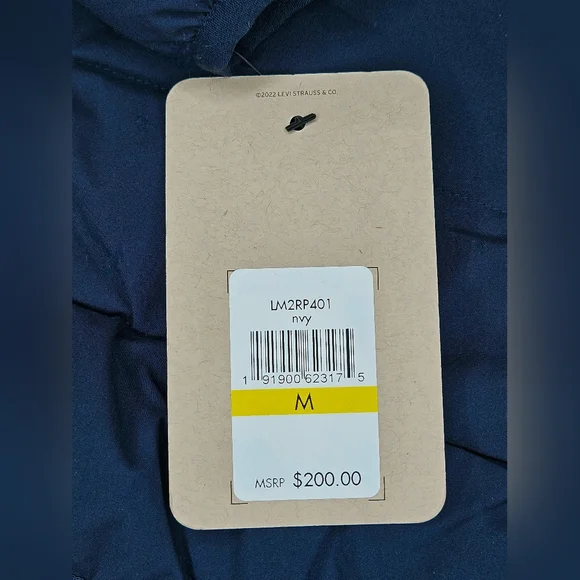 ©2022 LEVI STRAUSS & CO.
LM2RP401
nvy
1 91900 62317 5
M
MSRP $200.00